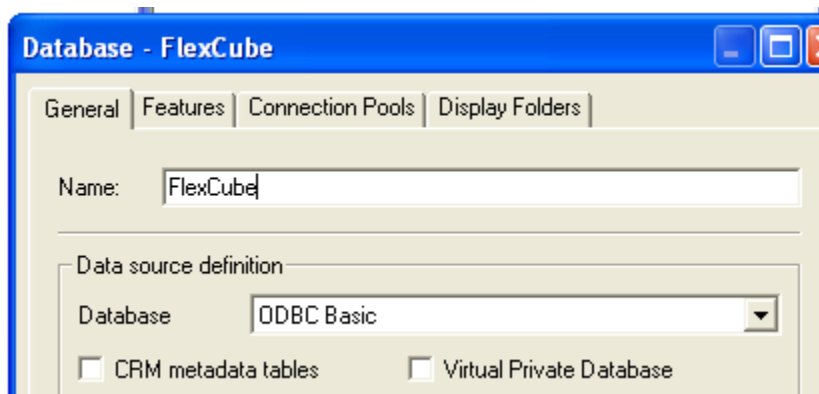 Database - FlexCube
General Features Connection Pools Display Folders
Name: FlexCube
Data source definition
Database ODBC Basic
CRM metadata tables Virtual Private Database